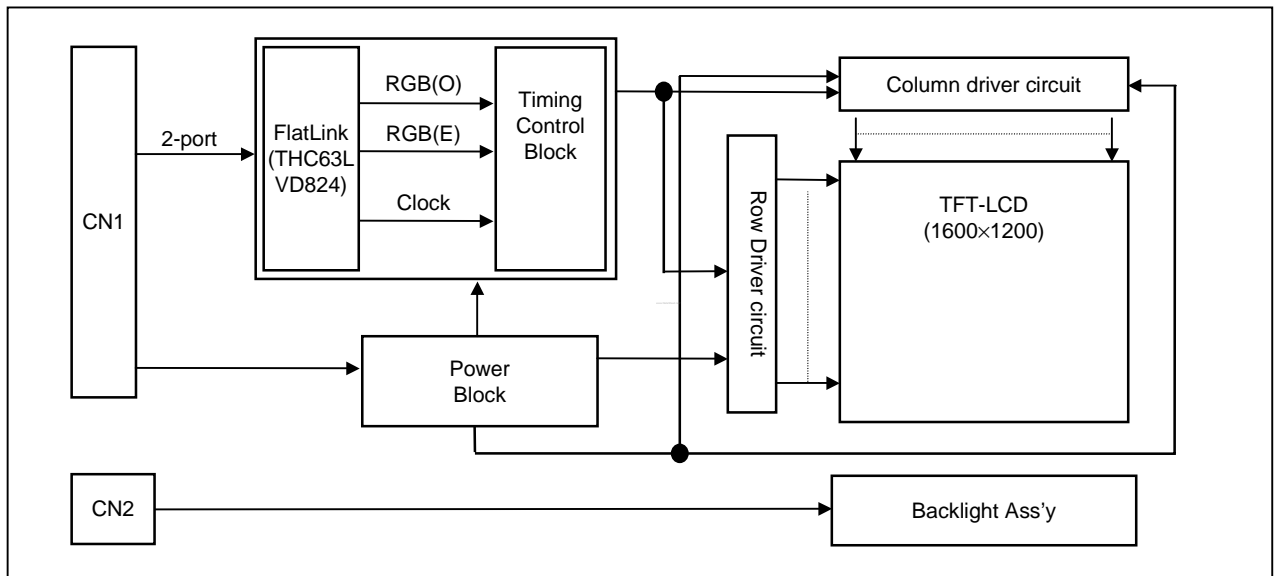 CN1
2-port
FlatLink
(THC63L
VD824)
RGB(O)
RGB(E)
Clock
Timing
Control
Block
Column driver circuit
Row Driver circuit
TFT-LCD
(1600×1200)
Power
Block
CN2
Backlight Ass'y